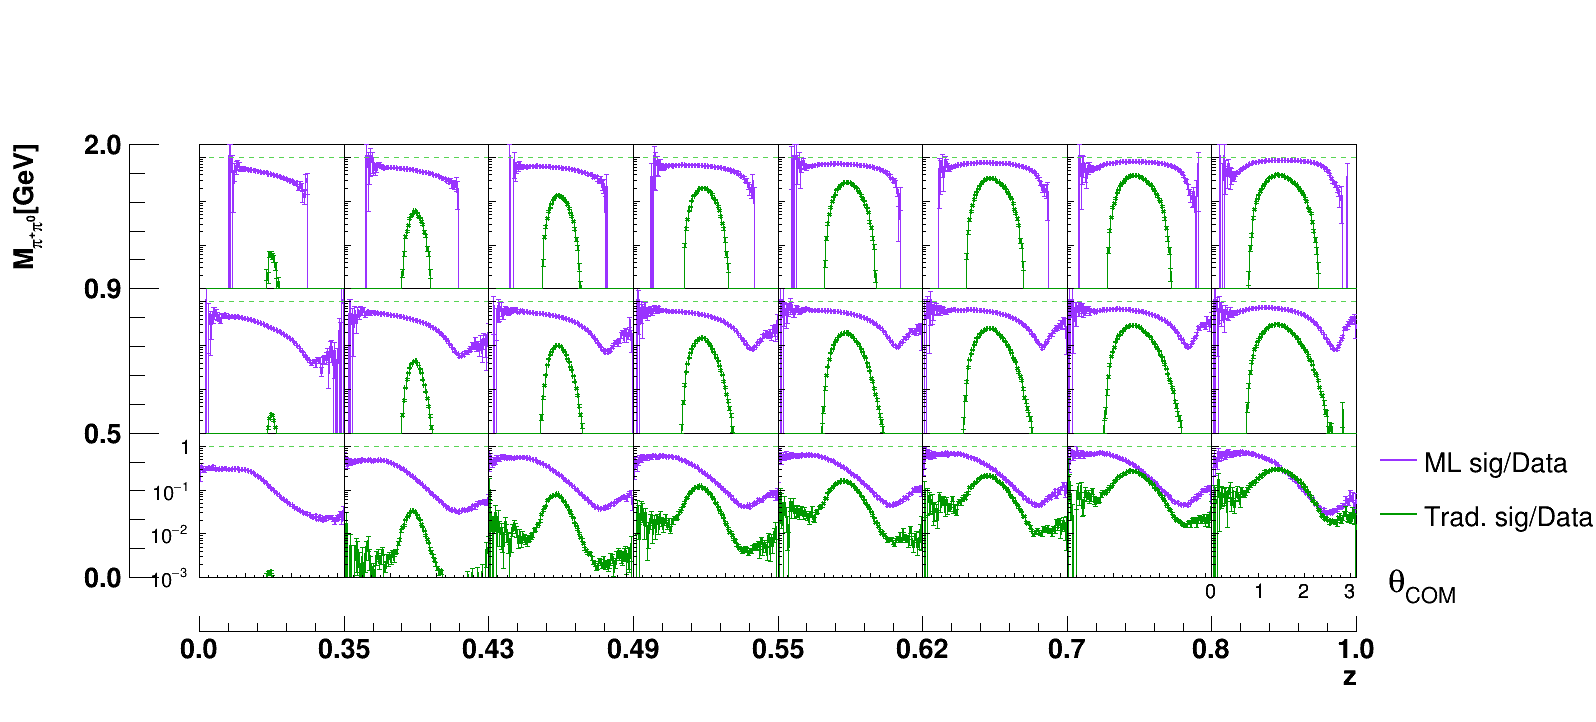 M_{π⁺π⁰}[GeV]
2.0
0.9
0.5
0.0
1
10⁻¹
10⁻²
10⁻³
ML sig/Data
Trad. sig/Data
0 1 2 3
θ_{COM}
0.0 0.35 0.43 0.49 0.55 0.62 0.7 0.8 1.0
z